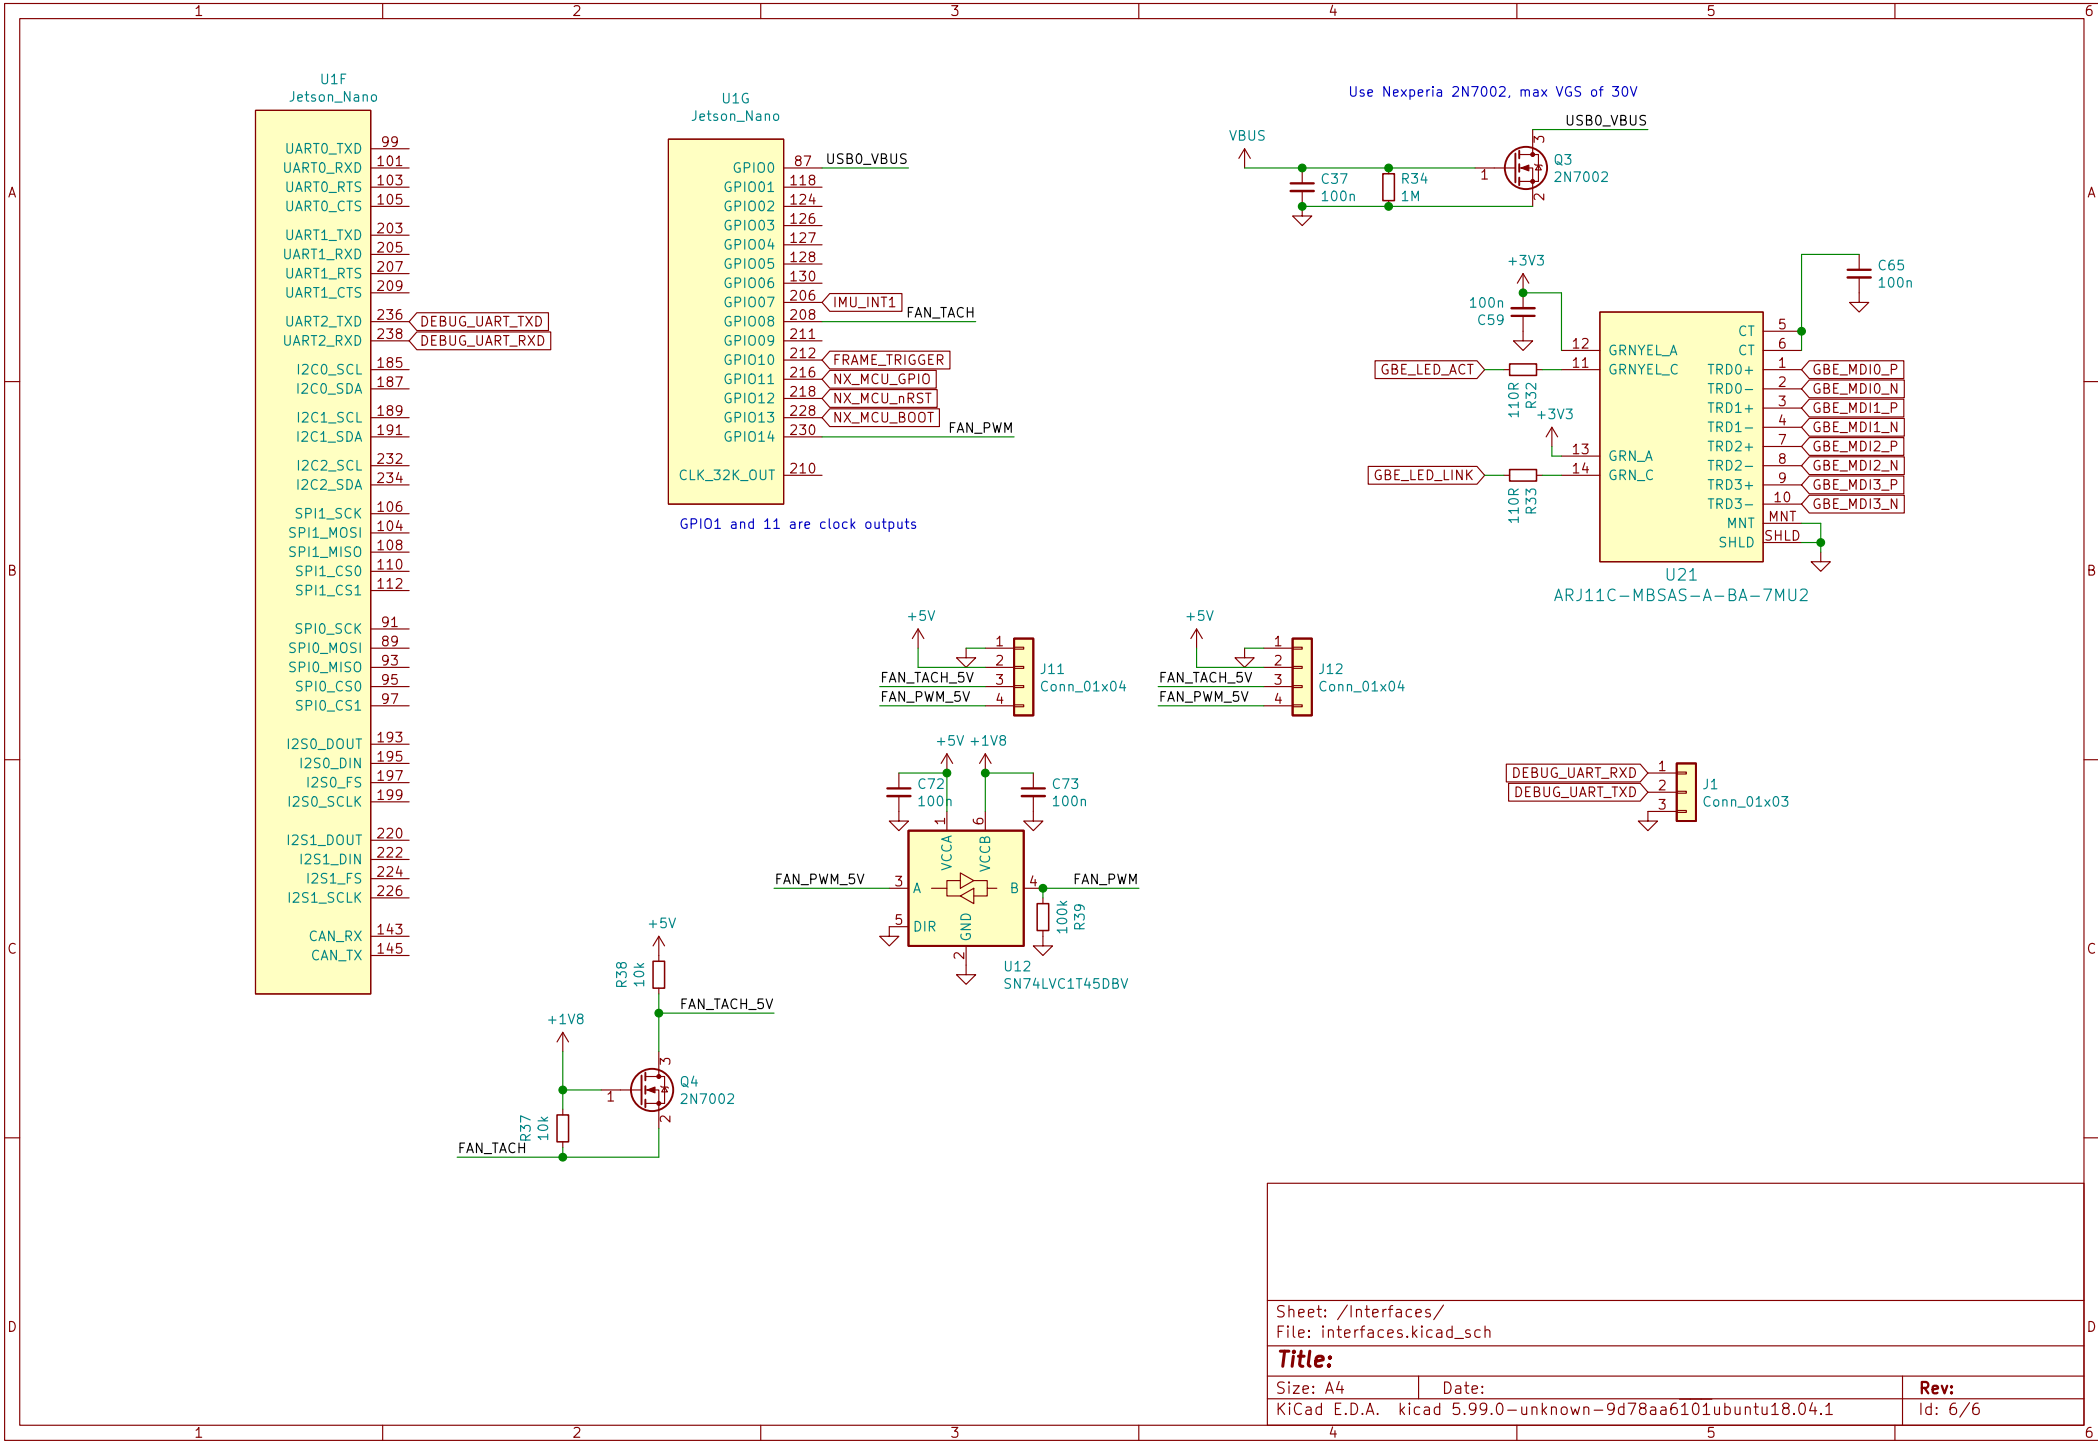 1 2 3 4 5 6
A
B
C
D
U1F
Jetson_Nano
UART0_TXD 99
UART0_RXD 101
UART0_RTS 103
UART0_CTS 105
UART1_TXD 203
UART1_RXD 205
UART1_RTS 207
UART1_CTS 209
UART2_TXD 236 DEBUG_UART_TXD
UART2_RXD 238 DEBUG_UART_RXD
I2C0_SCL 185
I2C0_SDA 187
I2C1_SCL 189
I2C1_SDA 191
I2C2_SCL 232
I2C2_SDA 234
SPI1_SCK 106
SPI1_MOSI 104
SPI1_MISO 108
SPI1_CS0 110
SPI1_CS1 112
SPI0_SCK 91
SPI0_MOSI 89
SPI0_MISO 93
SPI0_CS0 95
SPI0_CS1 97
I2S0_DOUT 193
I2S0_DIN 195
I2S0_FS 197
I2S0_SCLK 199
I2S1_DOUT 220
I2S1_DIN 222
I2S1_FS 224
I2S1_SCLK 226
CAN_RX 143
CAN_TX 145
U1G
Jetson_Nano
GPIO0 87 USB0_VBUS
GPIO01 118
GPIO02 124
GPIO03 126
GPIO04 127
GPIO05 128
GPIO06 130
GPIO07 206 IMU_INT1
GPIO08 208 FAN_TACH
GPIO09 211
GPIO10 212 FRAME_TRIGGER
GPIO11 216 NX_MCU_GPIO
GPIO12 218 NX_MCU_nRST
GPIO13 228 NX_MCU_BOOT
GPIO14 230 FAN_PWM
CLK_32K_OUT 210
GPIO1 and 11 are clock outputs
Use Nexperia 2N7002, max VGS of 30V
USB0_VBUS
VBUS
C37
100n
R34
1M
1
3
2
Q3
2N7002
+3V3
100n
C59
C65
100n
GBE_LED_ACT
110R
R32
+3V3
GBE_LED_LINK
110R
R33
12 GRNYEL_A
11 GRNYEL_C
13 GRN_A
14 GRN_C
CT 5
CT 6
TRD0+ 1 GBE_MDI0_P
TRD0- 2 GBE_MDI0_N
TRD1+ 3 GBE_MDI1_P
TRD1- 4 GBE_MDI1_N
TRD2+ 7 GBE_MDI2_P
TRD2- 8 GBE_MDI2_N
TRD3+ 9 GBE_MDI3_P
TRD3- 10 GBE_MDI3_N
MNT MNT
SHLD SHLD
U21
ARJ11C-MBSAS-A-BA-7MU2
+5V
1
2
FAN_TACH_5V 3
FAN_PWM_5V 4
J11
Conn_01x04
+5V
1
2
FAN_TACH_5V 3
FAN_PWM_5V 4
J12
Conn_01x04
+5V +1V8
C72
100n
C73
100n
1 6
VCCA VCCB
FAN_PWM_5V 3 A B 4 FAN_PWM
5 DIR
GND
2
100k
R39
U12
SN74LVC1T45DBV
DEBUG_UART_RXD 1
DEBUG_UART_TXD 2
3
J1
Conn_01x03
+5V
R38
10k
FAN_TACH_5V
+1V8
3
1
2
Q4
2N7002
R37
10k
FAN_TACH
Sheet: /Interfaces/
File: interfaces.kicad_sch
Title:
Size: A4 Date: Rev:
KiCad E.D.A. kicad 5.99.0-unknown-9d78aa6101ubuntu18.04.1 Id: 6/6
A
B
C
D
1 2 3 4 5 6